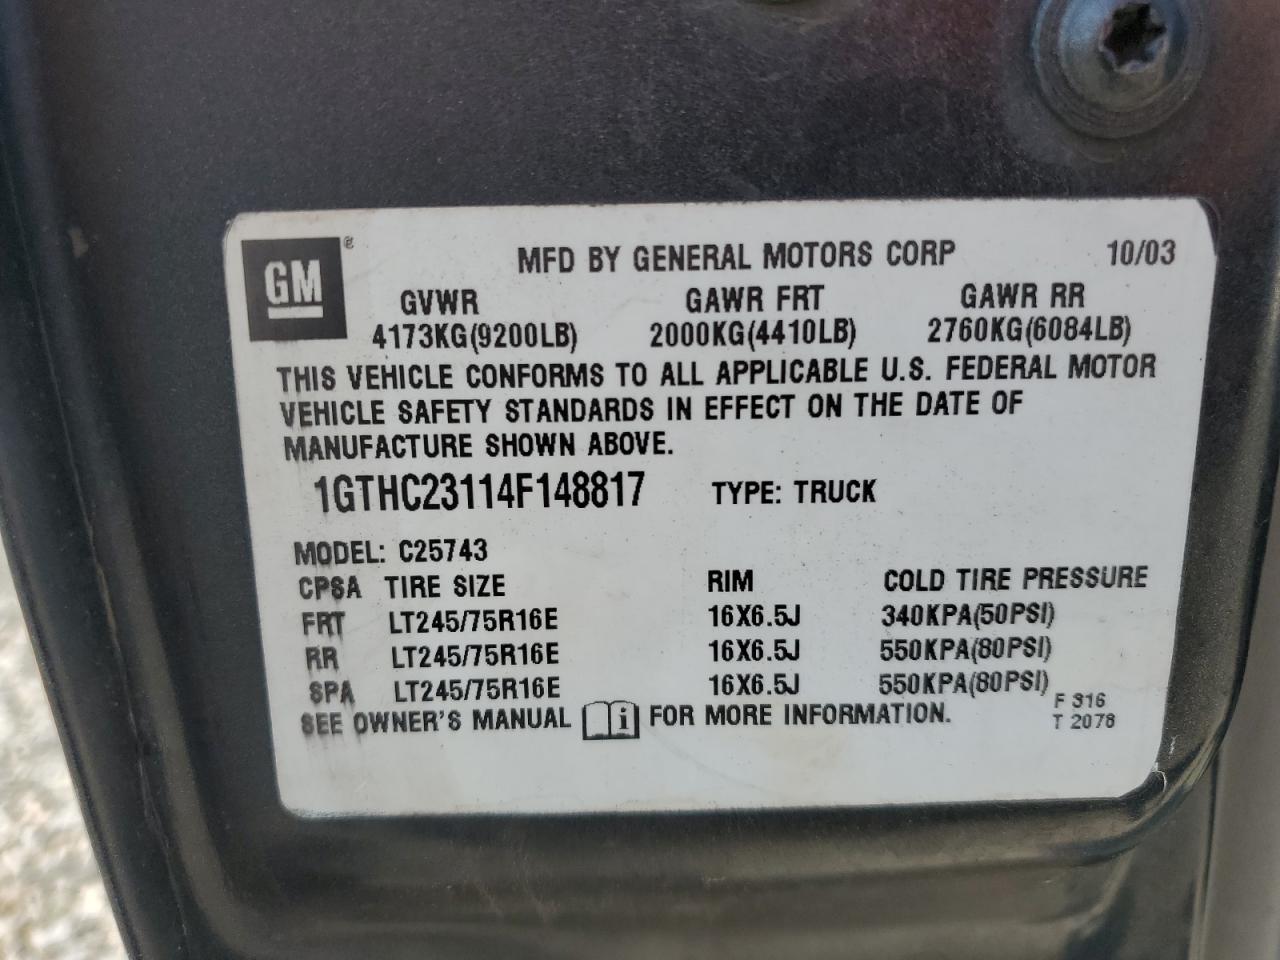 GM ®
MFD BY GENERAL MOTORS CORP 10/03
GVWR GAWR FRT GAWR RR
4173KG(9200LB) 2000KG(4410LB) 2760KG(6084LB)
THIS VEHICLE CONFORMS TO ALL APPLICABLE U.S. FEDERAL MOTOR
VEHICLE SAFETY STANDARDS IN EFFECT ON THE DATE OF
MANUFACTURE SHOWN ABOVE.
1GTHC23114F148817 TYPE: TRUCK
MODEL: C25743
CPSA TIRE SIZE RIM COLD TIRE PRESSURE
FRT LT245/75R16E 16X6.5J 340KPA(50PSI)
RR LT245/75R16E 16X6.5J 550KPA(80PSI)
SPA LT245/75R16E 16X6.5J 550KPA(80PSI)
SEE OWNER'S MANUAL i FOR MORE INFORMATION.
F 316
T 2078